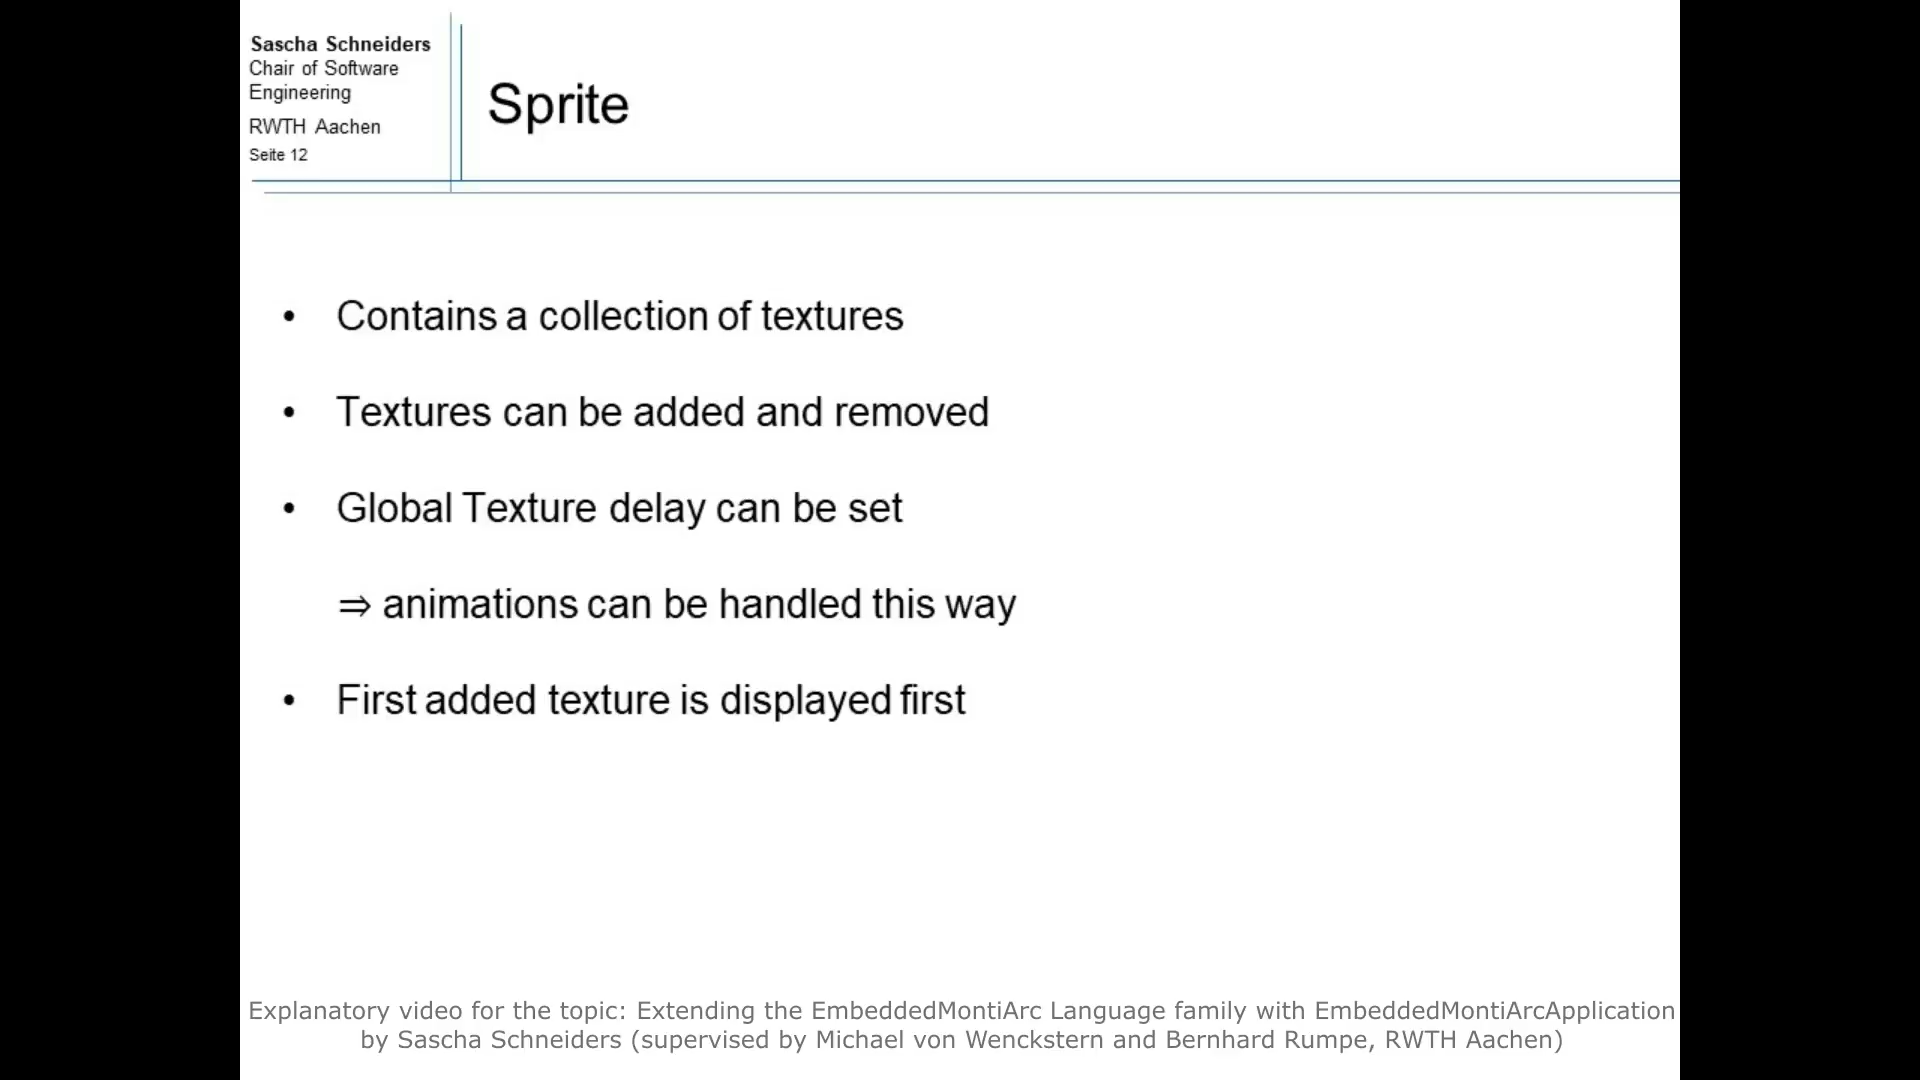 Sascha Schneiders
Chair of Software
Engineering
RWTH Aachen
Seite 12
Sprite
• Contains a collection of textures
• Textures can be added and removed
• Global Texture delay can be set
⇒ animations can be handled this way
• First added texture is displayed first
Explanatory video for the topic: Extending the EmbeddedMontiArc Language family with EmbeddedMontiArcApplication
by Sascha Schneiders (supervised by Michael von Wenckstern and Bernhard Rumpe, RWTH Aachen)